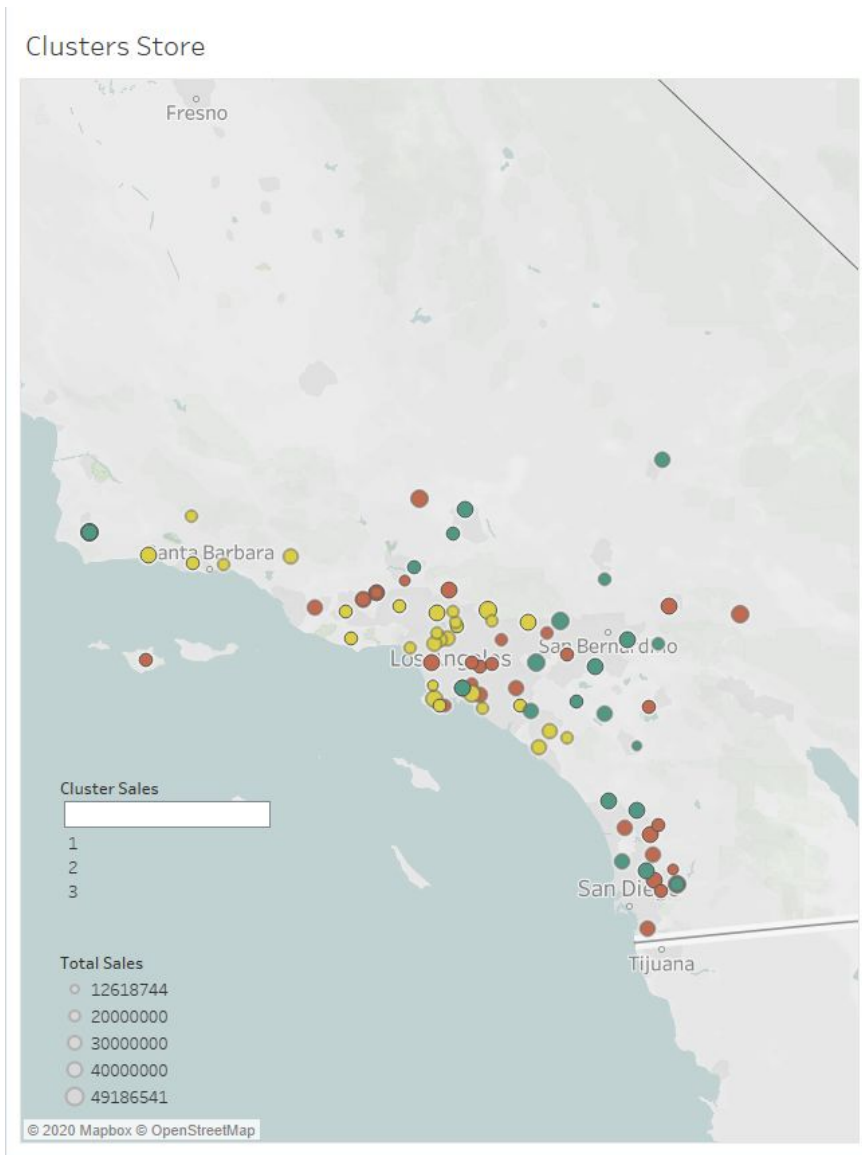 Clusters Store
Fresno
Santa Barbara
San Bernardino
Los Angeles
Cluster Sales
1
2
3
San Die
Total Sales
12618744
20000000
30000000
40000000
49186541
Tijuana
© 2020 Mapbox © OpenStreetMap